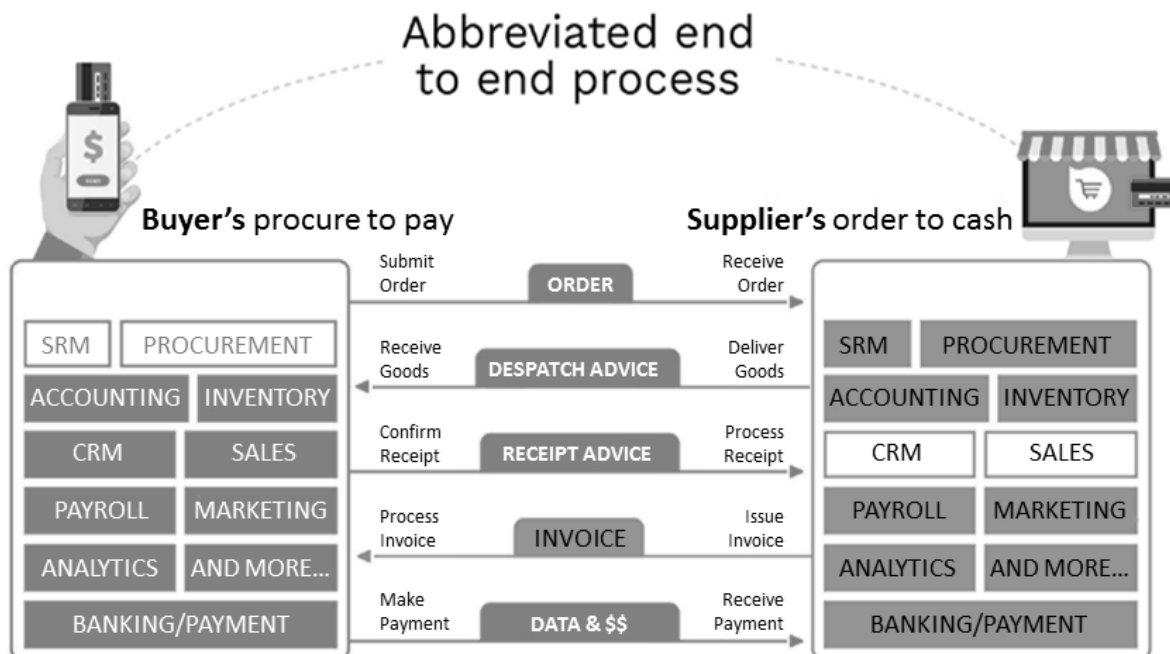 Abbreviated end
to end process
$
Buyer's procure to pay
Supplier's order to cash
Submit
Order
ORDER
Receive
Order
SRM
PROCUREMENT
ACCOUNTING
INVENTORY
CRM
SALES
PAYROLL
MARKETING
ANALYTICS
AND MORE...
BANKING/PAYMENT
Receive
Goods
DESPATCH ADVICE
Deliver
Goods
Confirm
Receipt
RECEIPT ADVICE
Process
Receipt
Process
Invoice
INVOICE
Issue
Invoice
Make
Payment
DATA & $$
Receive
Payment
SRM
PROCUREMENT
ACCOUNTING
INVENTORY
CRM
SALES
PAYROLL
MARKETING
ANALYTICS
AND MORE...
BANKING/PAYMENT